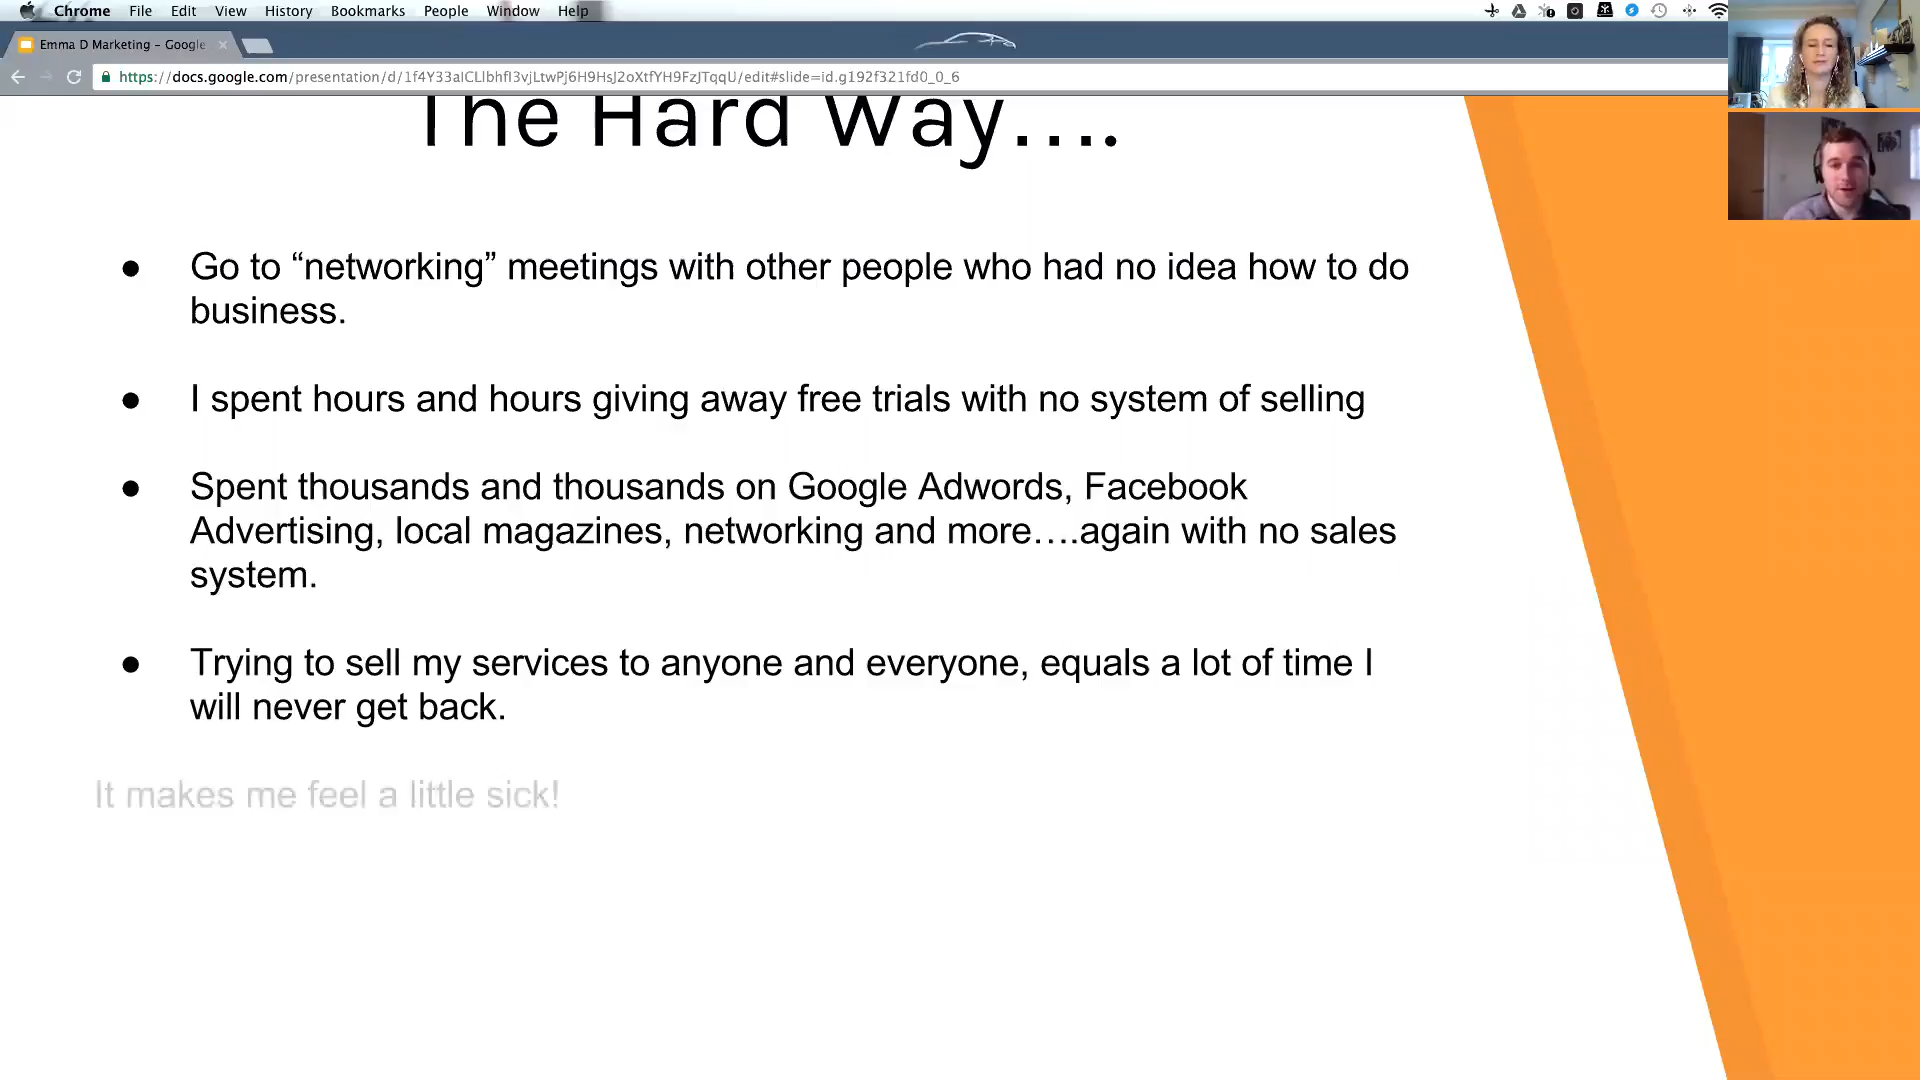 Chrome File Edit View History Bookmarks People Window Help
Emma D Marketing - Google
https://docs.google.com/presentation/d/1f4Y33alCLlbhfI3vjLtwPj6H9HsJ2oXtfYH9FzJTqqU/edit#slide=id.g192f321fd0_0_6
The Hard Way....
● Go to “networking” meetings with other people who had no idea how to do
business.
● I spent hours and hours giving away free trials with no system of selling
● Spent thousands and thousands on Google Adwords, Facebook
Advertising, local magazines, networking and more….again with no sales
system.
● Trying to sell my services to anyone and everyone, equals a lot of time I
will never get back.
It makes me feel a little sick!